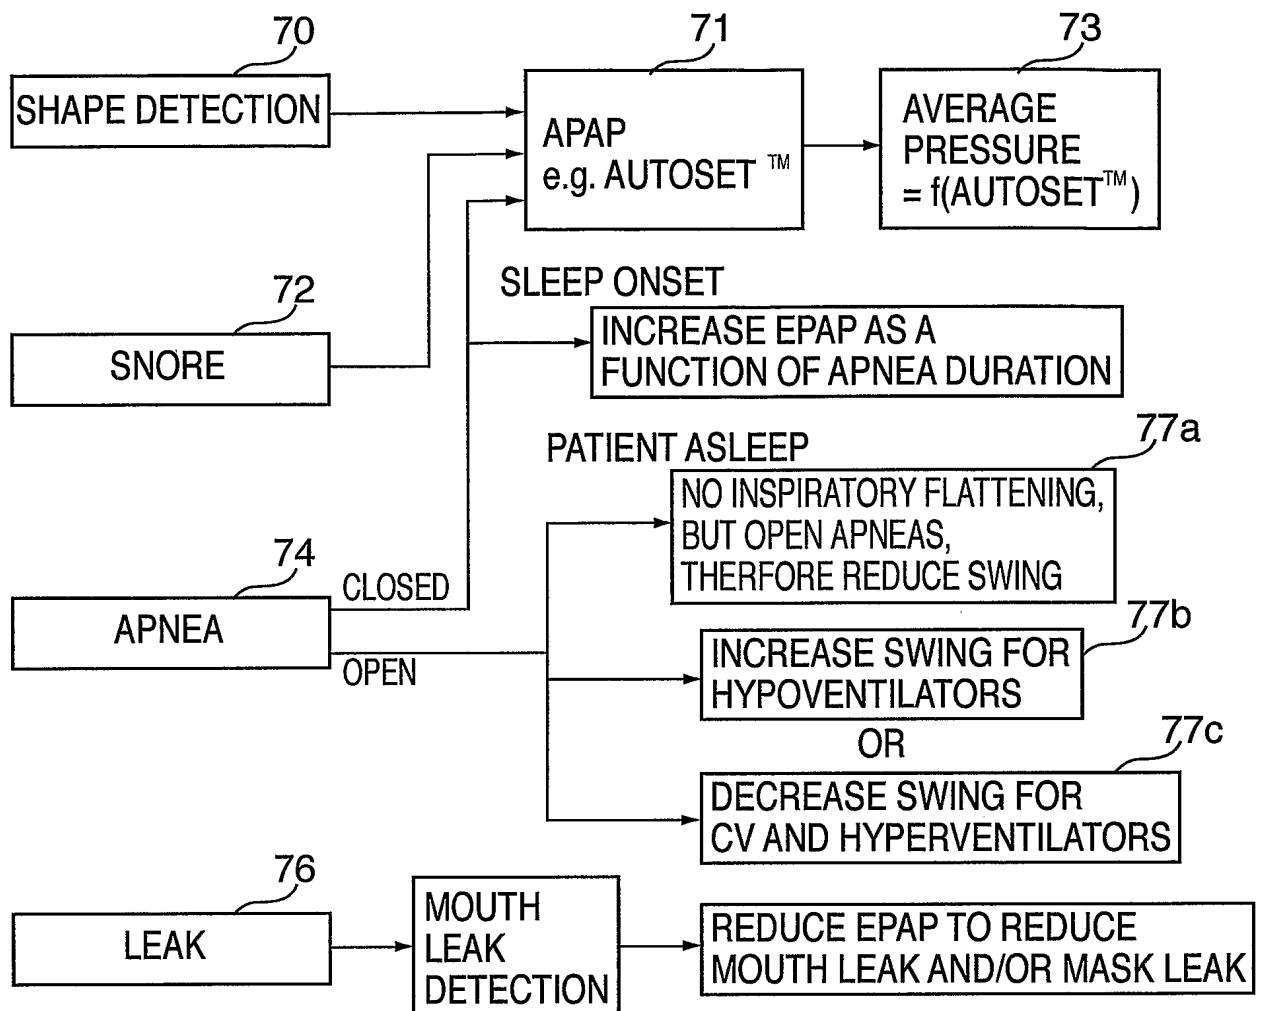 70
71
73
SHAPE DETECTION
APAP
e.g. AUTOSET™
AVERAGE
PRESSURE
= f(AUTOSET™)
72
SNORE
SLEEP ONSET
INCREASE EPAP AS A
FUNCTION OF APNEA DURATION
PATIENT ASLEEP
77a
NO INSPIRATORY FLATTENING,
BUT OPEN APNEAS,
THERFORE REDUCE SWING
74
APNEA
CLOSED
OPEN
77b
INCREASE SWING FOR
HYPOVENTILATORS
OR
77c
DECREASE SWING FOR
CV AND HYPERVENTILATORS
76
LEAK
MOUTH
LEAK
DETECTION
REDUCE EPAP TO REDUCE
MOUTH LEAK AND/OR MASK LEAK